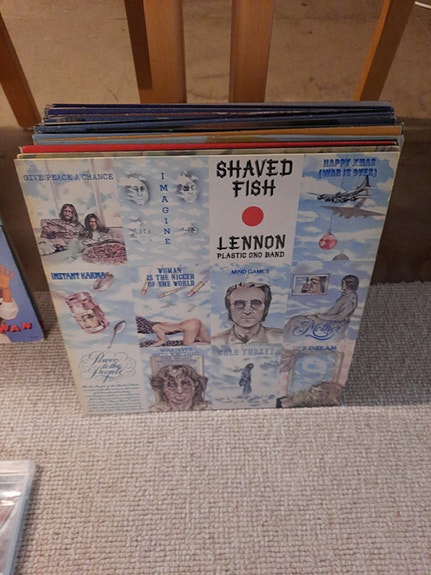 GIVE PEACE A CHANCE
IMAGINE
SHAVED
FISH
LENNON
PLASTIC ONO BAND
HAPPY XMAS
(WAR IS OVER)
INSTANT KARMA
WOMAN
IS THE NIGGER OF
THE WORLD
MIND GAMES
Mother
Power
to the
People
COLD TURKEY